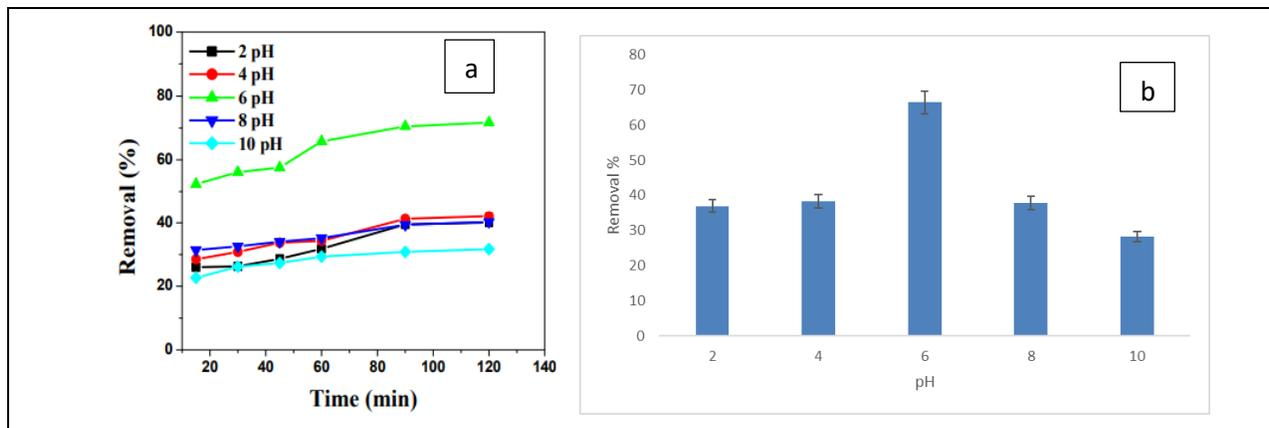 100
80
60
40
20
0
Removal (%)
2 pH
4 pH
6 pH
8 pH
10 pH
a
20 40 60 80 100 120 140
Time (min)
80
70
60
50
40
30
20
10
0
Removal %
b
2 4 6 8 10
pH